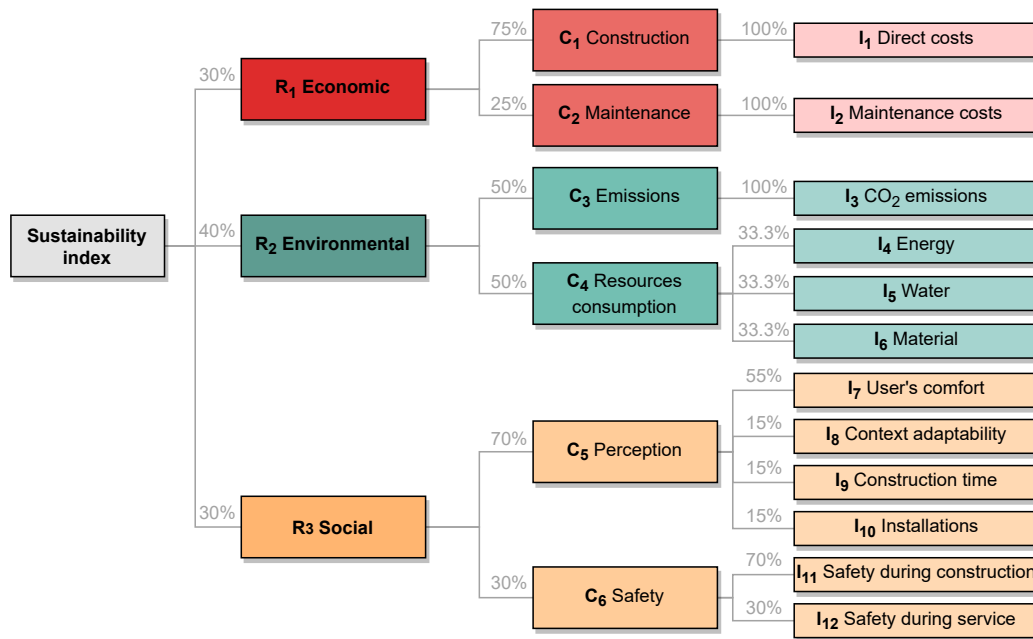 75%
C1 Construction
100%
I1 Direct costs
30%
R1 Economic
25%
C2 Maintenance
100%
I2 Maintenance costs
50%
C3 Emissions
100%
I3 CO2 emissions
Sustainability
index
40%
R2 Environmental
33.3%
I4 Energy
50%
C4 Resources
consumption
33.3%
I5 Water
33.3%
I6 Material
55%
I7 User's comfort
70%
C5 Perception
15%
I8 Context adaptability
15%
I9 Construction time
30%
R3 Social
15%
I10 Installations
30%
C6 Safety
70%
I11 Safety during construction
30%
I12 Safety during service